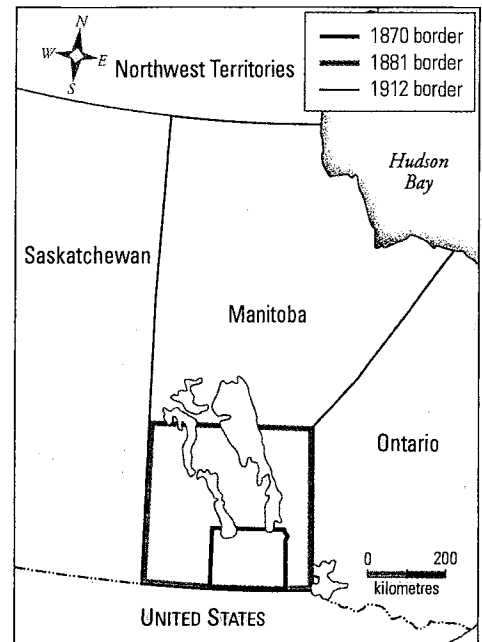 N
W E
S
Northwest Territories
1870 border
1881 border
1912 border
Hudson
Bay
Saskatchewan
Manitoba
Ontario
0 200
kilometres
UNITED STATES